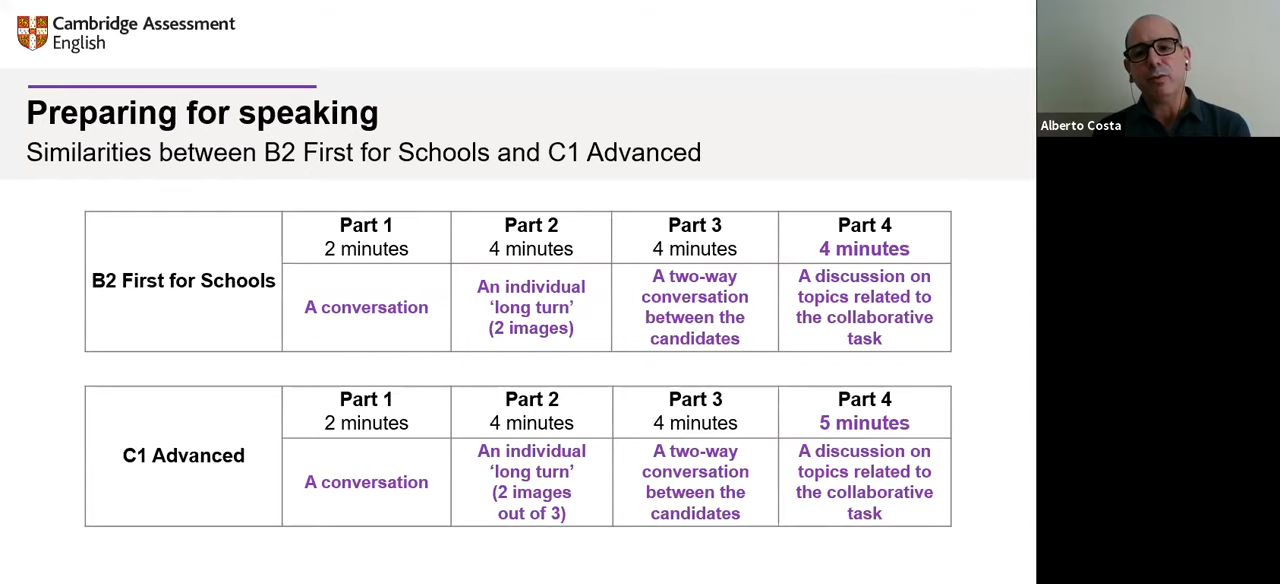 Cambridge Assessment
English
Preparing for speaking
Similarities between B2 First for Schools and C1 Advanced
Alberto Costa
B2 First for Schools
Part 1
2 minutes
Part 2
4 minutes
Part 3
4 minutes
Part 4
4 minutes
A conversation
An individual
‘long turn’
(2 images)
A two-way
conversation
between the
candidates
A discussion on
topics related to
the collaborative
task
C1 Advanced
Part 1
2 minutes
Part 2
4 minutes
Part 3
4 minutes
Part 4
5 minutes
A conversation
An individual
‘long turn’
(2 images
out of 3)
A two-way
conversation
between the
candidates
A discussion on
topics related to
the collaborative
task